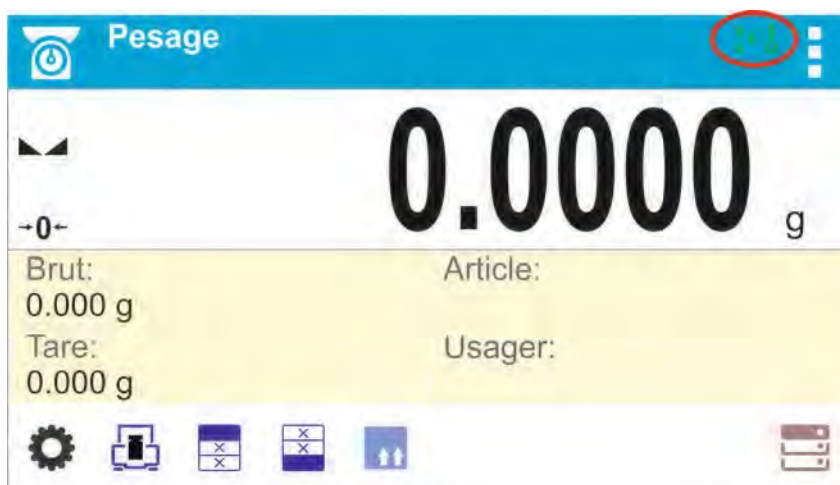 Pesage
0.0000 g
→0←
Brut:
Article:
0.000 g
Tare:
Usager:
0.000 g